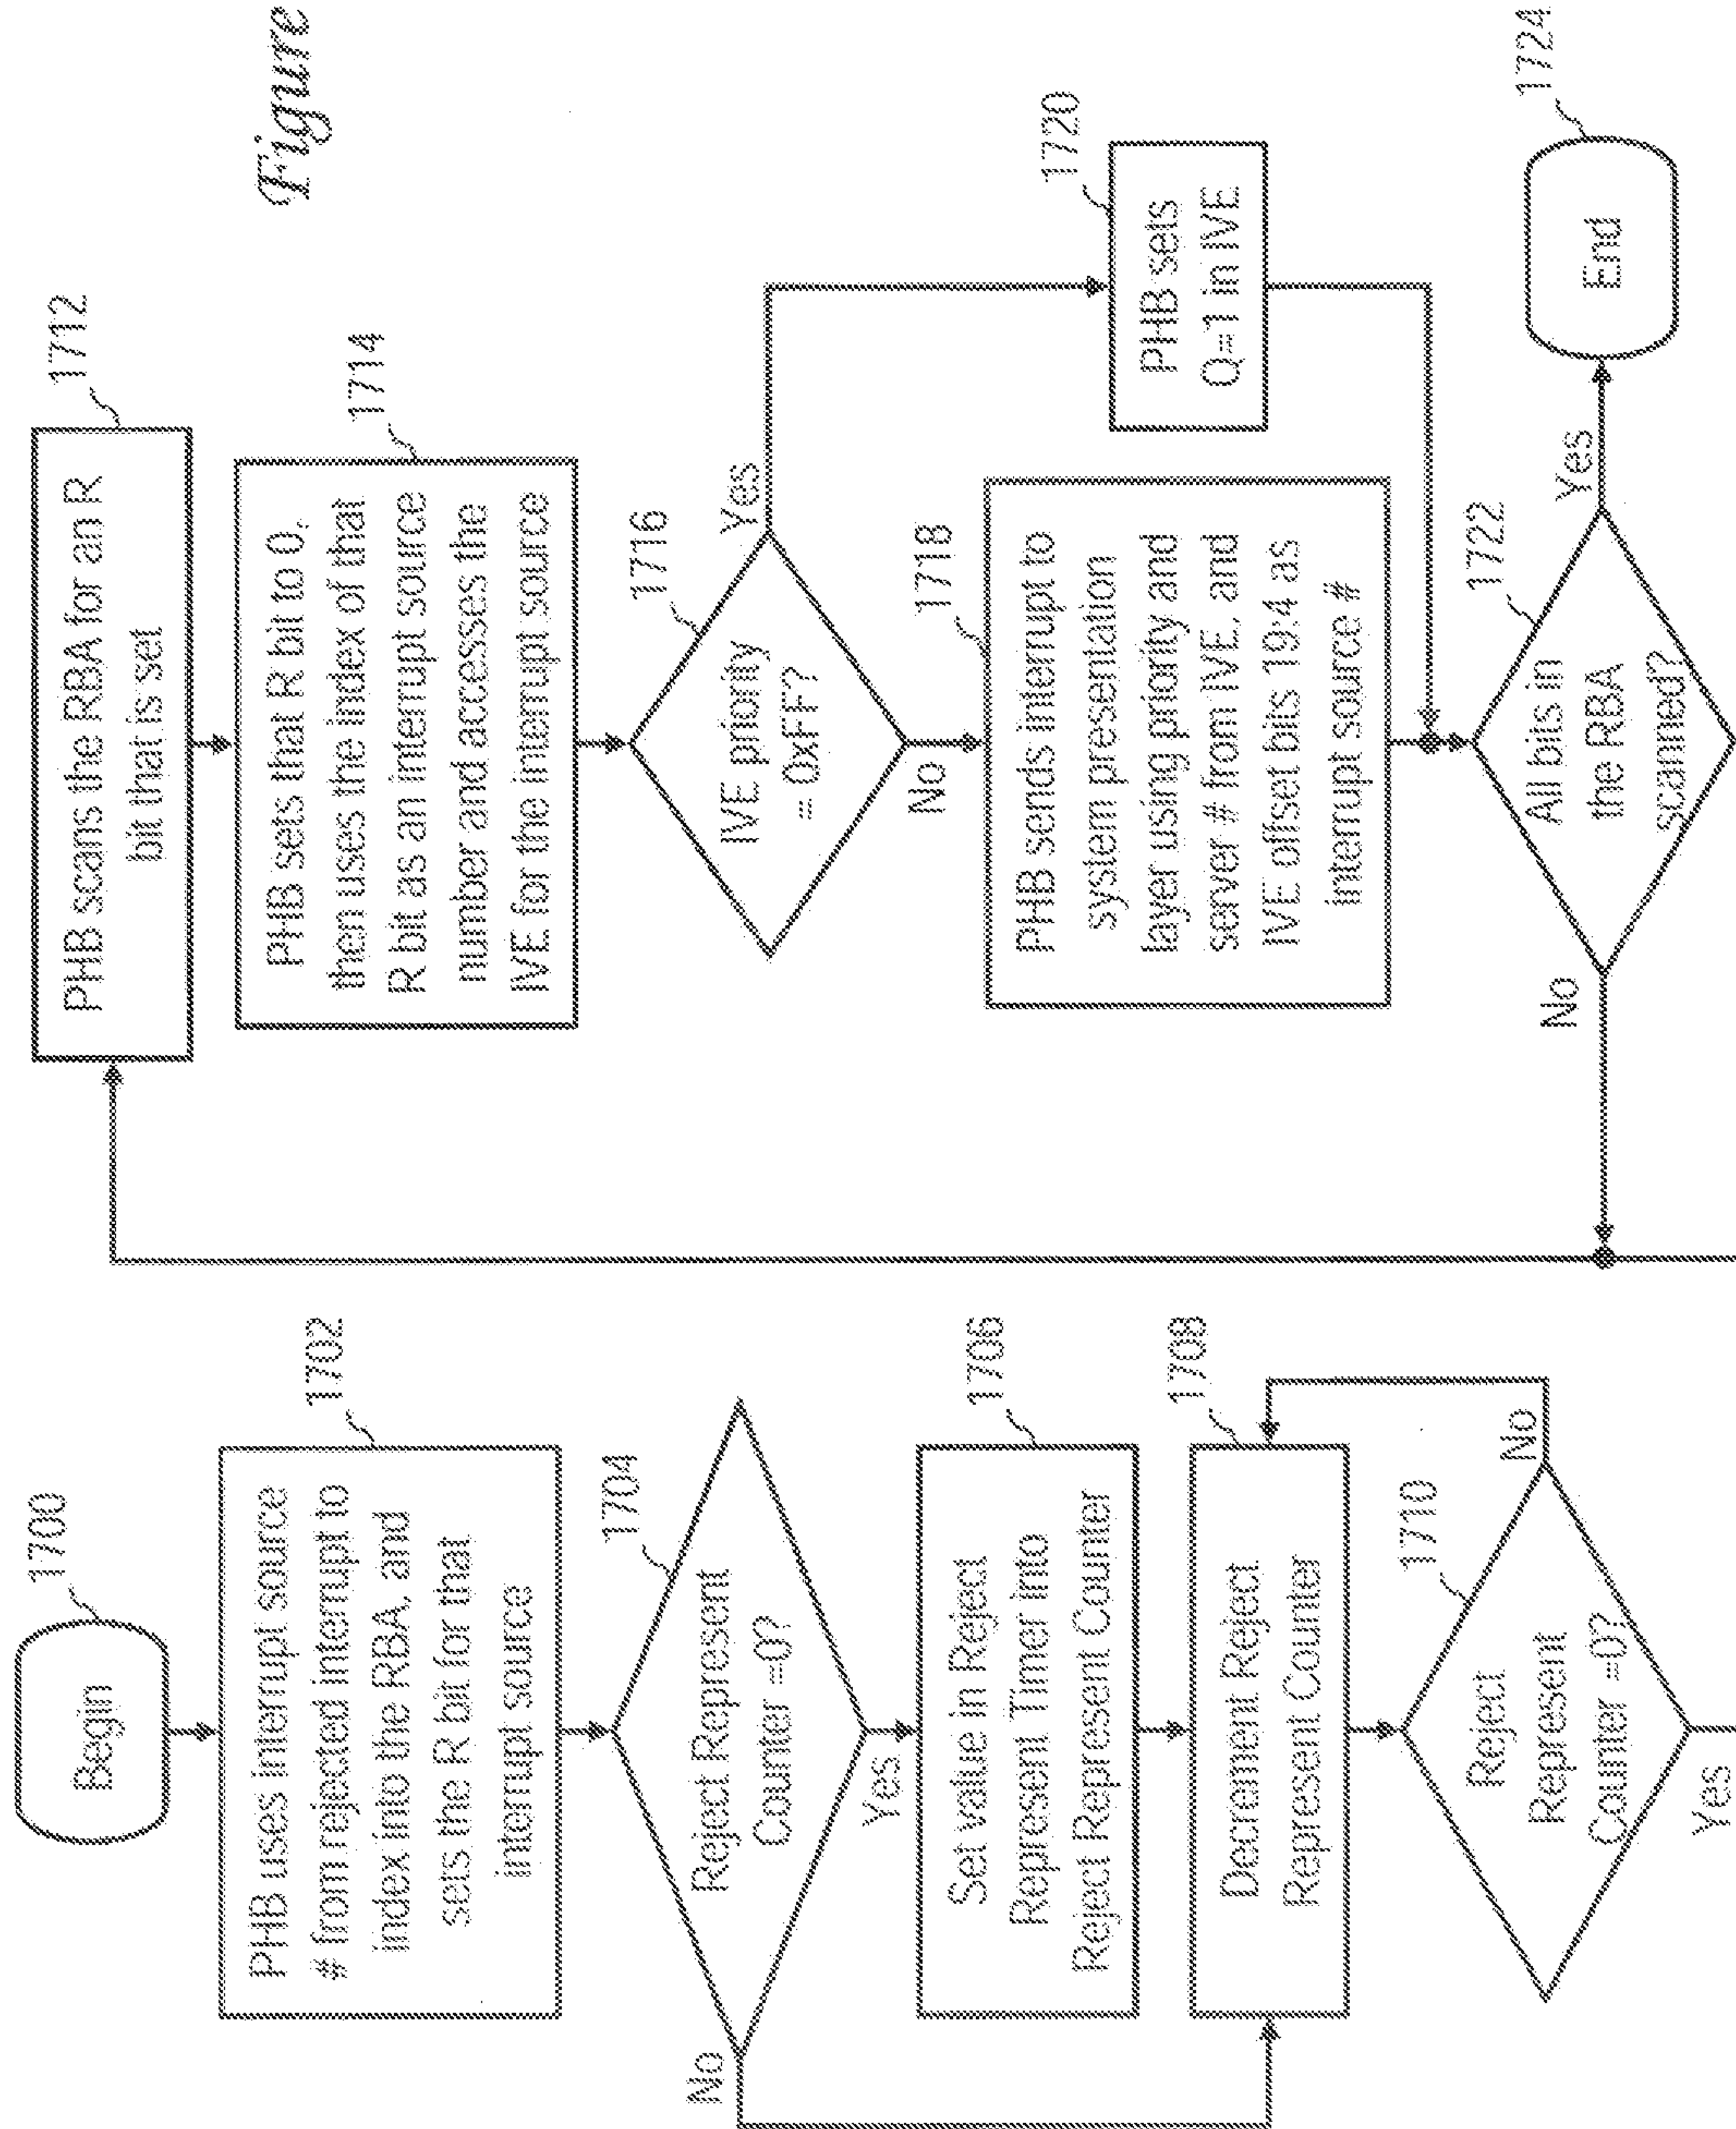 Begin
1700
PHB uses interrupt source
# from rejected interrupt to
index into the RBA, and
sets the R bit for that
interrupt source
1702
Reject Represent
Counter =0?
1704
No
Yes
Set value in Reject
Represent Timer into
Reject Represent Counter
1706
Decrement Reject
Represent Counter
1708
Reject
Represent
Counter =0?
1710
No
Yes
PHB scans the RBA for an R
bit that is set
1712
PHB sets that R bit to 0,
then uses the index of that
R bit as an interrupt source
number and accesses the
IVE for the interrupt source
1714
IVE priority
= 0xFF?
1716
Yes
No
PHB sends interrupt to
system presentation
layer using priority and
server # from IVE, and
IVE offset bits 19:4 as
interrupt source #
1718
PHB sets
Q=1 in IVE
1720
All bits in
the RBA
scanned?
1722
No
Yes
End
1724
Figure